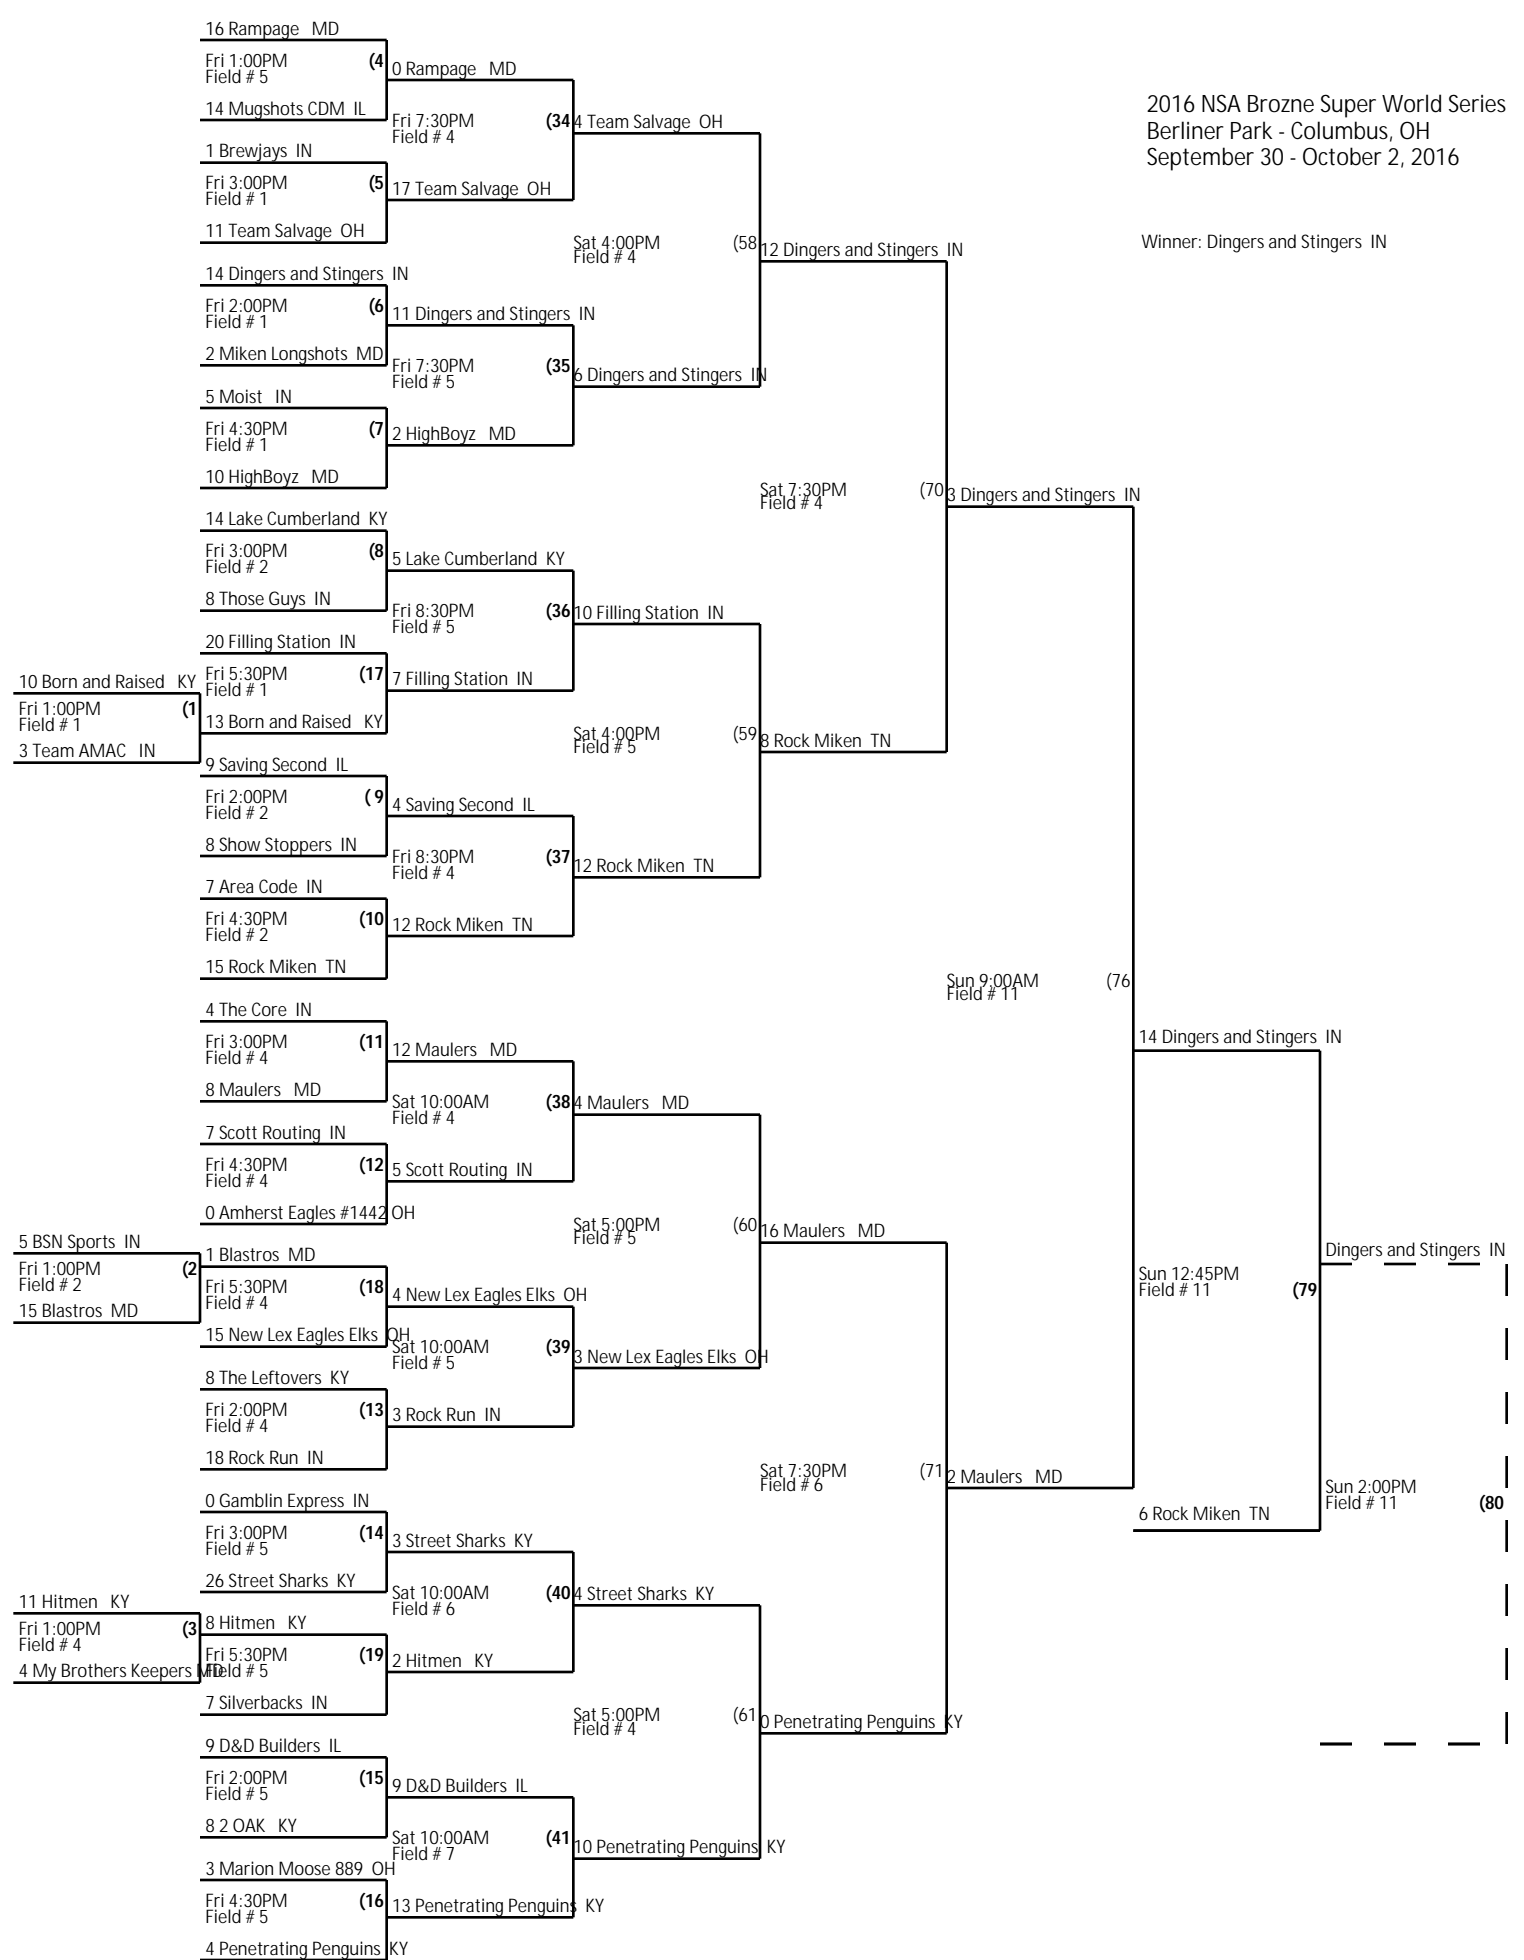 16 Rampage MD
Fri 1:00PM (4
Field # 5
14 Mugshots CDM IL
0 Rampage MD
Fri 7:30PM (34
Field # 4
1 Brewjays IN
Fri 3:00PM (5
Field # 1
11 Team Salvage OH
17 Team Salvage OH
4 Team Salvage OH
2016 NSA Brozne Super World Series
Berliner Park - Columbus, OH
September 30 - October 2, 2016
Winner: Dingers and Stingers IN
Sat 4:00PM (58
Field # 4
12 Dingers and Stingers IN
14 Dingers and Stingers IN
Fri 2:00PM (6
Field # 1
2 Miken Longshots MD
11 Dingers and Stingers IN
Fri 7:30PM (35
Field # 5
6 Dingers and Stingers IN
5 Moist IN
Fri 4:30PM (7
Field # 1
10 HighBoyz MD
2 HighBoyz MD
Sat 7:30PM (70
Field # 4
3 Dingers and Stingers IN
14 Lake Cumberland KY
Fri 3:00PM (8
Field # 2
8 Those Guys IN
5 Lake Cumberland KY
Fri 8:30PM (36
Field # 5
10 Filling Station IN
20 Filling Station IN
Fri 5:30PM (17
Field # 1
13 Born and Raised KY
7 Filling Station IN
10 Born and Raised KY
Fri 1:00PM (1
Field # 1
3 Team AMAC IN
Sat 4:00PM (59
Field # 5
8 Rock Miken TN
9 Saving Second IL
Fri 2:00PM ( 9
Field # 2
8 Show Stoppers IN
4 Saving Second IL
Fri 8:30PM (37
Field # 4
12 Rock Miken TN
7 Area Code IN
Fri 4:30PM (10
Field # 2
15 Rock Miken TN
12 Rock Miken TN
Sun 9:00AM (76
Field # 11
14 Dingers and Stingers IN
4 The Core IN
Fri 3:00PM (11
Field # 4
8 Maulers MD
12 Maulers MD
Sat 10:00AM (38
Field # 4
4 Maulers MD
7 Scott Routing IN
Fri 4:30PM (12
Field # 4
0 Amherst Eagles #1442 OH
5 Scott Routing IN
Sat 5:00PM (60
Field # 5
16 Maulers MD
5 BSN Sports IN
Fri 1:00PM (2
Field # 2
15 Blastros MD
1 Blastros MD
Fri 5:30PM (18
Field # 4
15 New Lex Eagles Elks OH
4 New Lex Eagles Elks OH
Sat 10:00AM (39
Field # 5
3 New Lex Eagles Elks OH
Dingers and Stingers IN
Sun 12:45PM
Field # 11 (79
8 The Leftovers KY
Fri 2:00PM (13
Field # 4
18 Rock Run IN
3 Rock Run IN
Sat 7:30PM (71
Field # 6
2 Maulers MD
6 Rock Miken TN
Sun 2:00PM
Field # 11 (80
0 Gamblin Express IN
Fri 3:00PM (14
Field # 5
26 Street Sharks KY
3 Street Sharks KY
Sat 10:00AM (40
Field # 6
4 Street Sharks KY
11 Hitmen KY
Fri 1:00PM (3
Field # 4
4 My Brothers Keepers MD
8 Hitmen KY
Fri 5:30PM (19
Field # 5
7 Silverbacks IN
2 Hitmen KY
Sat 5:00PM (61
Field # 4
0 Penetrating Penguins KY
9 D&D Builders IL
Fri 2:00PM (15
Field # 5
8 2 OAK KY
9 D&D Builders IL
Sat 10:00AM (41
Field # 7
10 Penetrating Penguins KY
3 Marion Moose 889 OH
Fri 4:30PM (16
Field # 5
4 Penetrating Penguins KY
13 Penetrating Penguins KY